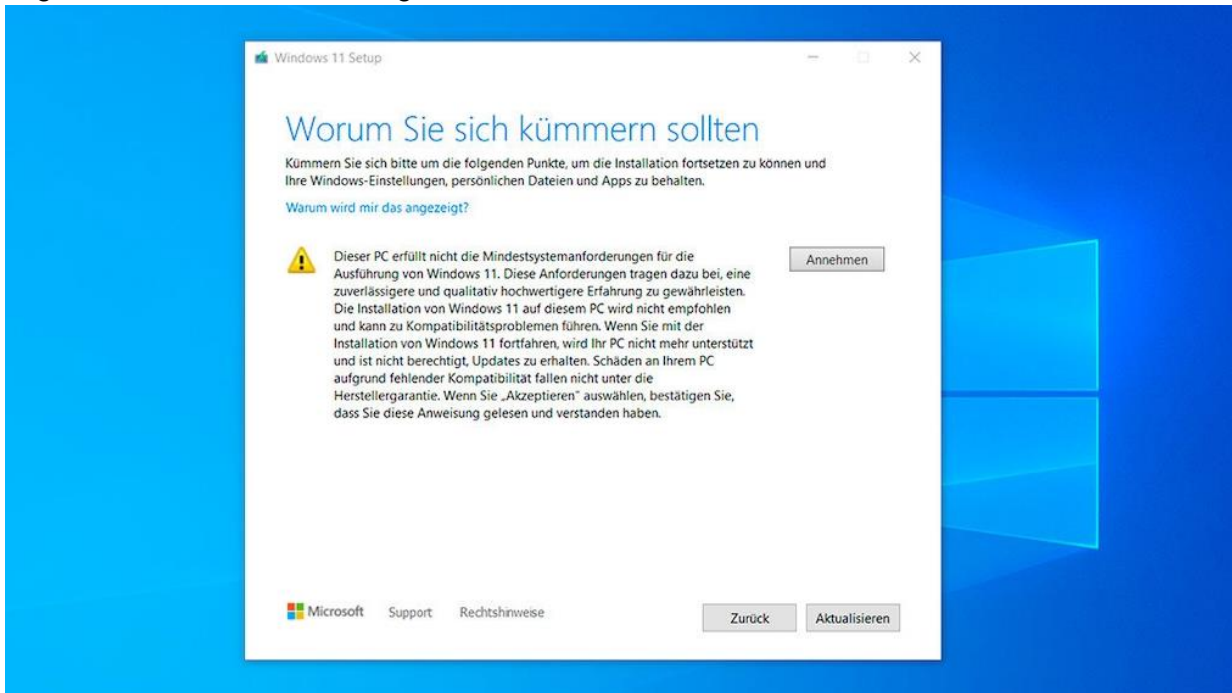 Windows 11 Setup
Worum Sie sich kümmern sollten
Kümmern Sie sich bitte um die folgenden Punkte, um die Installation fortsetzen zu können und
Ihre Windows-Einstellungen, persönlichen Dateien und Apps zu behalten.
Warum wird mir das angezeigt?
Dieser PC erfüllt nicht die Mindestsystemanforderungen für die
Ausführung von Windows 11. Diese Anforderungen tragen dazu bei, eine
zuverlässigere und qualitativ hochwertigere Erfahrung zu gewährleisten.
Die Installation von Windows 11 auf diesem PC wird nicht empfohlen
und kann zu Kompatibilitätsproblemen führen. Wenn Sie mit der
Installation von Windows 11 fortfahren, wird Ihr PC nicht mehr unterstützt
und ist nicht berechtigt, Updates zu erhalten. Schäden an Ihrem PC
aufgrund fehlender Kompatibilität fallen nicht unter die
Herstellergarantie. Wenn Sie „Akzeptieren" auswählen, bestätigen Sie,
dass Sie diese Anweisung gelesen und verstanden haben.
Annehmen
Microsoft Support Rechtshinweise
Zurück Aktualisieren